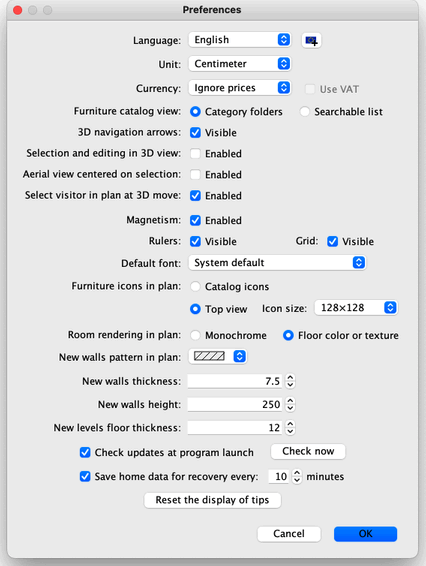 Preferences
Language: English
Unit: Centimeter
Currency: Ignore prices Use VAT
Furniture catalog view: Category folders Searchable list
3D navigation arrows: Visible
Selection and editing in 3D view: Enabled
Aerial view centered on selection: Enabled
Select visitor in plan at 3D move: Enabled
Magnetism: Enabled
Rulers: Visible Grid: Visible
Default font: System default
Furniture icons in plan: Catalog icons
Top view Icon size: 128×128
Room rendering in plan: Monochrome Floor color or texture
New walls pattern in plan:
New walls thickness: 7.5
New walls height: 250
New levels floor thickness: 12
Check updates at program launch Check now
Save home data for recovery every: 10 minutes
Reset the display of tips
Cancel OK